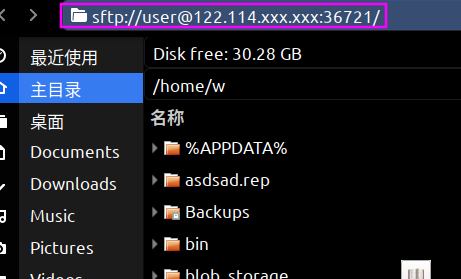 sftp://user@122.114.xxx.xxx:36721/
最近使用
主目录
桌面
Documents
Downloads
Music
Pictures
Videos
Disk free: 30.28 GB
/home/w
名称
%APPDATA%
asdsad.rep
Backups
bin
blob_storage